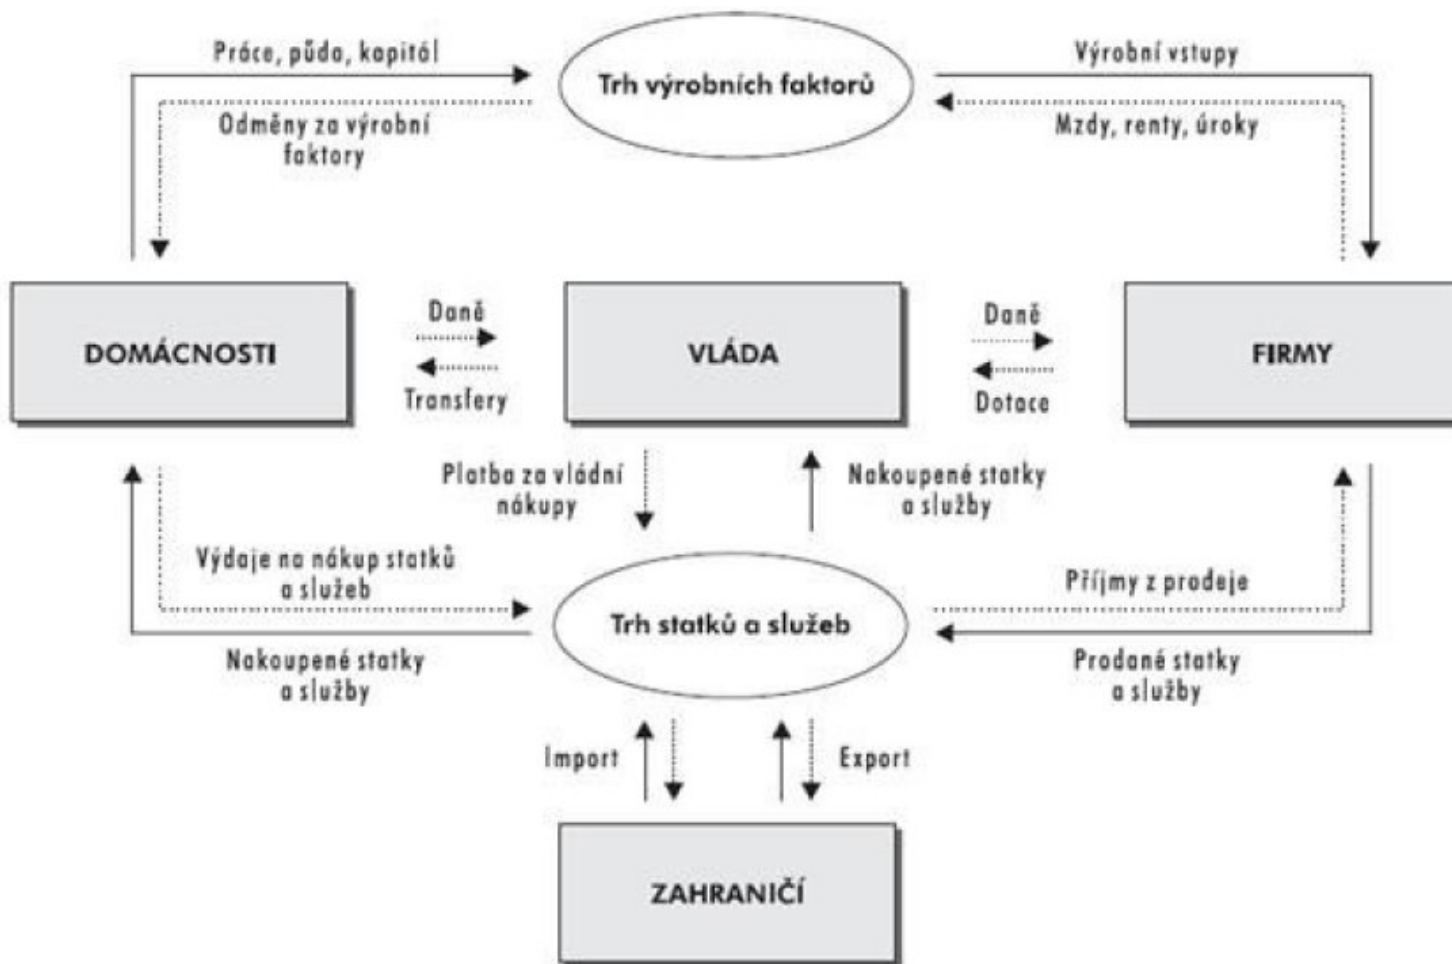 Práce, půda, kapitál
Trh výrobních faktorů
Výrobní vstupy
Odměny za výrobní
faktory
Mzdy, renty, úroky
DOMÁCNOSTI
Daně
Transfery
VLÁDA
Daně
Dotace
FIRMY
Platba za vládní
nákupy
Nakoupené statky
a služby
Výdaje na nákup statků
a služeb
Trh statků a služeb
Příjmy z prodeje
Nakoupené statky
a služby
Prodané statky
a služby
Import
Export
ZAHRANIČÍ